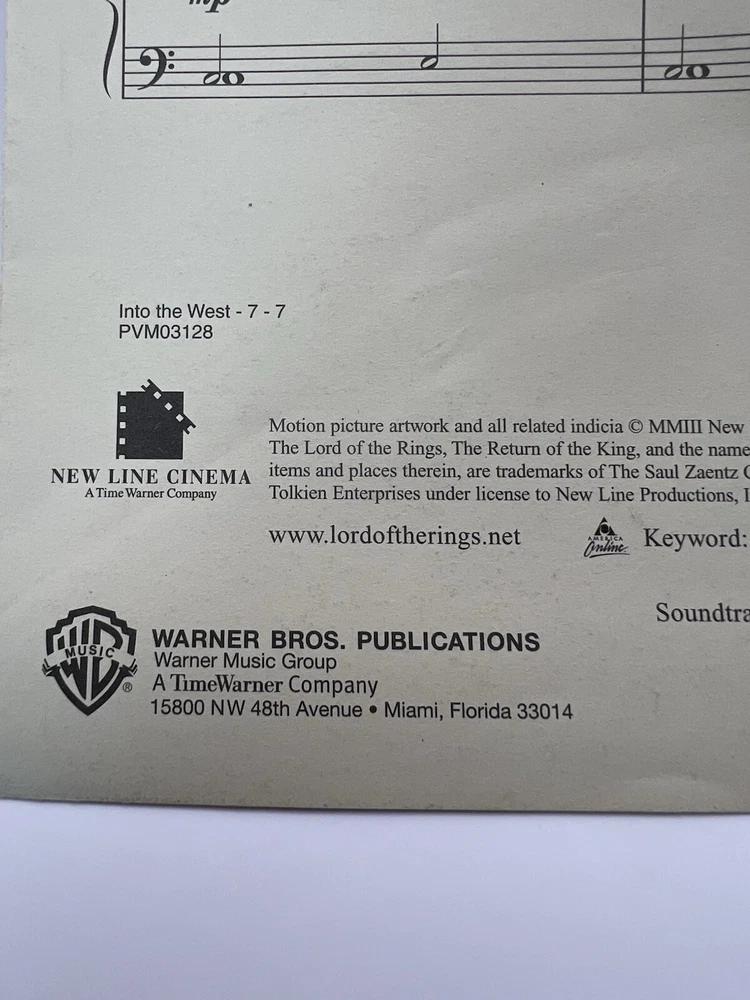 mp
Into the West - 7 - 7
PVM03128
NEW LINE CINEMA
A Time Warner Company
Motion picture artwork and all related indicia © MMIII New
The Lord of the Rings, The Return of the King, and the name
items and places therein, are trademarks of The Saul Zaentz
Tolkien Enterprises under license to New Line Productions,
www.lordoftherings.net
AMERICA
Online
Keyword:
Soundtra
WB
MUSIC
®
WARNER BROS. PUBLICATIONS
Warner Music Group
A TimeWarner Company
15800 NW 48th Avenue • Miami, Florida 33014